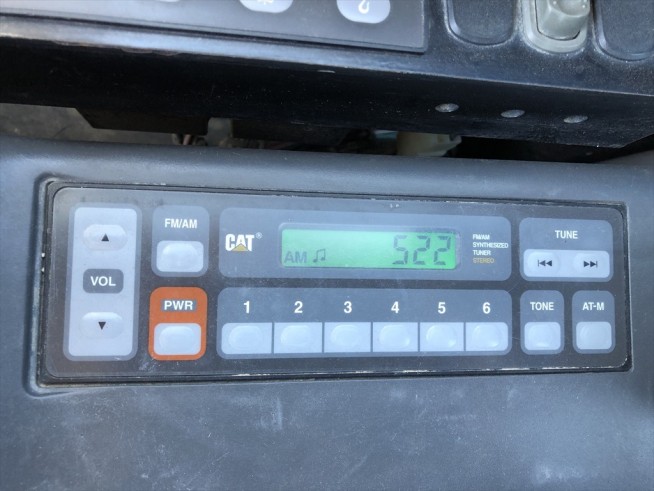 FM/AM
CAT®
AM 522
FM/AM
SYNTHESIZED
TUNER
STEREO
TUNE
VOL
PWR
1 2 3 4 5 6
TONE
AT-M